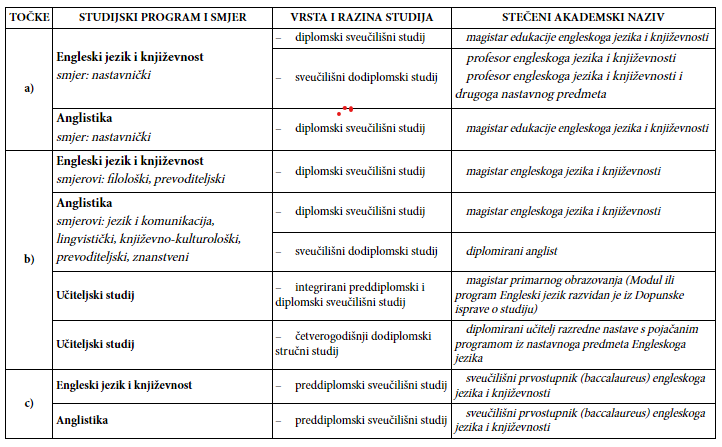 TOČKE STUDIJSKI PROGRAM I SMJER VRSTA I RAZINA STUDIJA STEČENI AKADEMSKI NAZIV
a)
Engleski jezik i književnost
smjer: nastavnički
– diplomski sveučilišni studij
magistar edukacije engleskoga jezika i književnosti
– sveučilišni dodiplomski studij
profesor engleskoga jezika i književnosti
profesor engleskoga jezika i književnosti i
drugoga nastavnog predmeta
Anglistika
smjer: nastavnički
– diplomski sveučilišni studij
magistar edukacije engleskoga jezika i književnosti
b)
Engleski jezik i književnost
smjerovi: filološki, prevoditeljski
– diplomski sveučilišni studij
magistar engleskoga jezika i književnosti
Anglistika
smjerovi: jezik i komunikacija,
lingvistički, književno-kulturološki,
prevoditeljski, znanstveni
– diplomski sveučilišni studij
magistar engleskoga jezika i književnosti
– sveučilišni dodiplomski studij
diplomirani anglist
Učiteljski studij
– integrirani preddiplomski i
diplomski sveučilišni studij
magistar primarnog obrazovanja (Modul ili
program Engleski jezik razvidan je iz Dopunske
isprave o studiju)
Učiteljski studij
– četverogodišnji dodiplomski
stručni studij
diplomirani učitelj razredne nastave s pojačanim
programom iz nastavnoga predmeta Engleskoga
jezika
c)
Engleski jezik i književnost
– preddiplomski sveučilišni studij
sveučilišni prvostupnik (baccalaureus) engleskoga
jezika i književnosti
Anglistika
– preddiplomski sveučilišni studij
sveučilišni prvostupnik (baccalaureus) engleskoga
jezika i književnosti